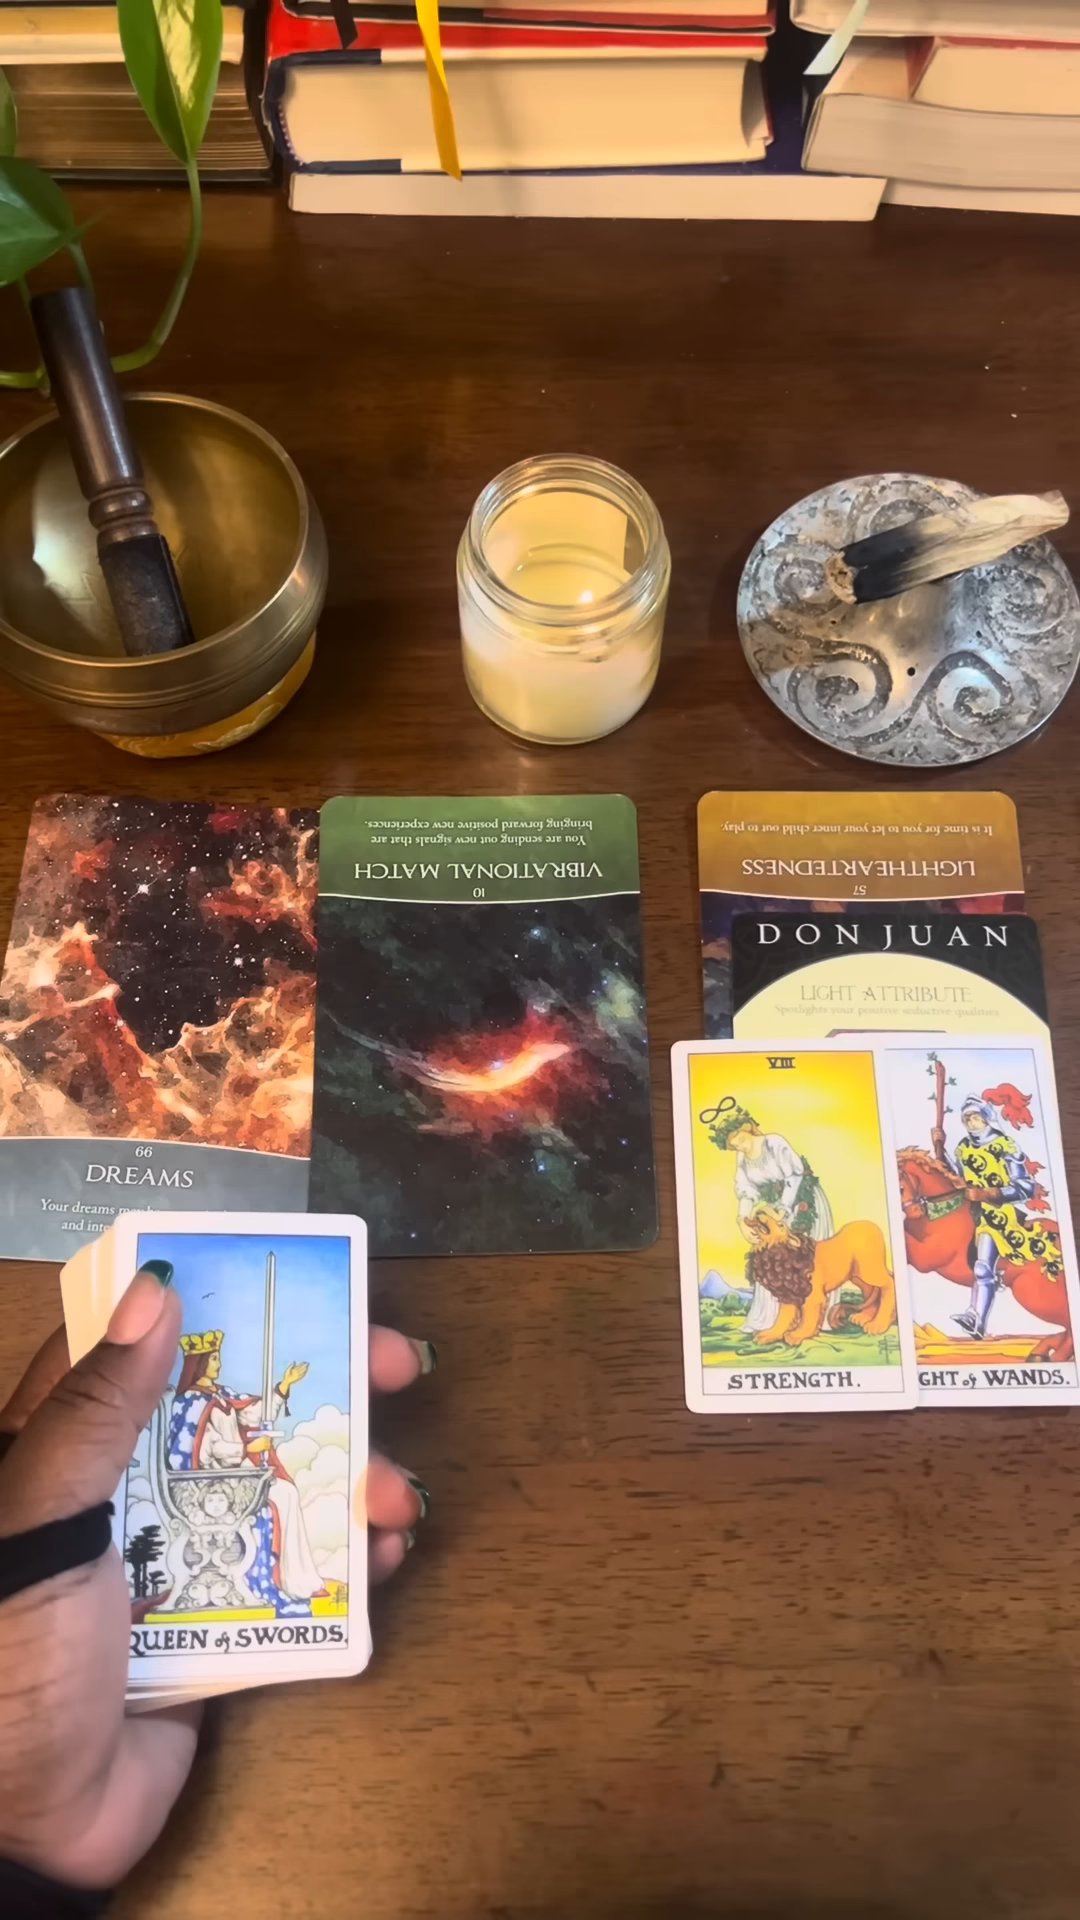 66
DREAMS
Your dreams
and
10
VIBRATIONAL MATCH
You are sending out new signals that are
bringing forward positive new experiences.
57
LIGHTHEARTEDNESS
It is time for you to let your inner child out to play.
DON JUAN
LIGHT ATTRIBUTE
Spotlights your positive seductive qualities
VIII
STRENGTH.
GHT of WANDS.
QUEEN of SWORDS.